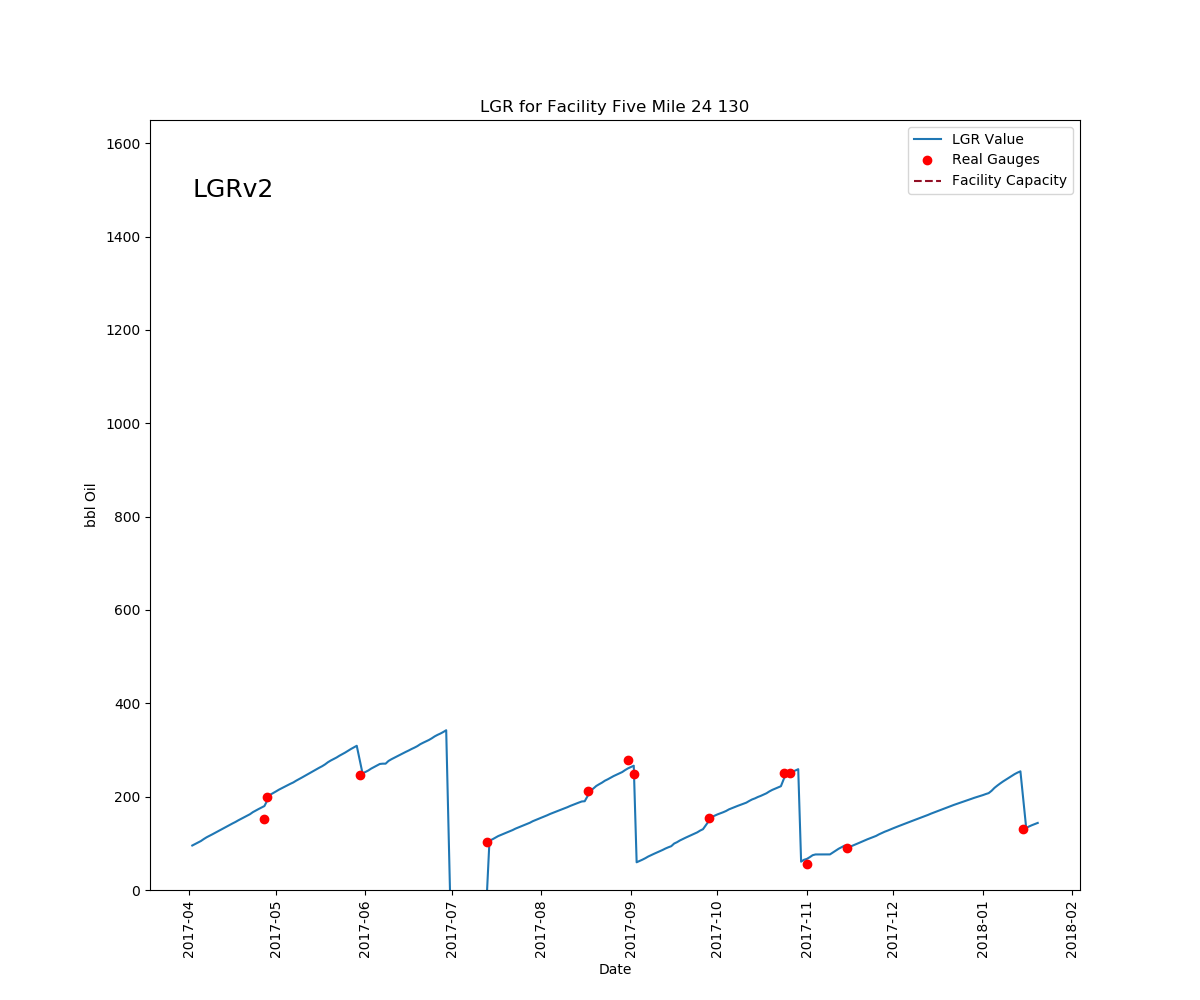 LGR for Facility Five Mile 24 130
LGRv2
LGR Value
Real Gauges
Facility Capacity
1600
1400
1200
1000
800
600
400
200
0
bbl Oil
2017-04
2017-05
2017-06
2017-07
2017-08
2017-09
2017-10
2017-11
2017-12
2018-01
2018-02
Date